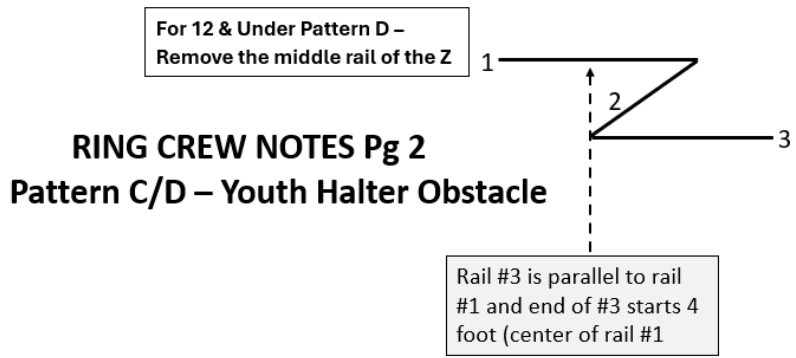 For 12 & Under Pattern D –
Remove the middle rail of the Z
1
2
3
RING CREW NOTES Pg 2
Pattern C/D – Youth Halter Obstacle
Rail #3 is parallel to rail
#1 and end of #3 starts 4
foot (center of rail #1